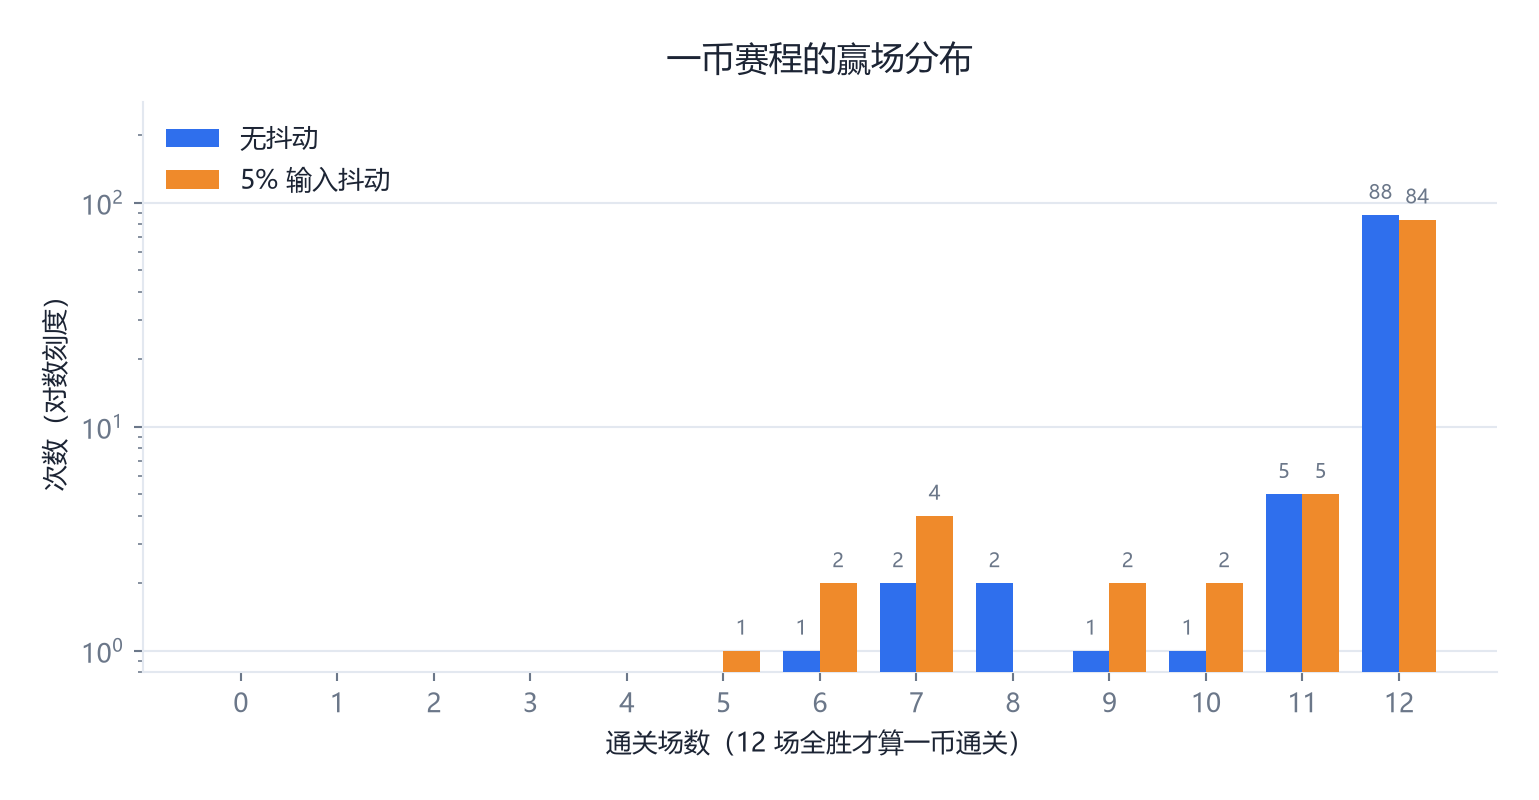 一币赛程的赢场分布
无抖动
5% 输入抖动
次数（对数刻度）
10²
10¹
10⁰
88 84
5 5
4
2 2 2 2 2
1 1 1 1
0 1 2 3 4 5 6 7 8 9 10 11 12
通关场数（12 场全胜才算一币通关）